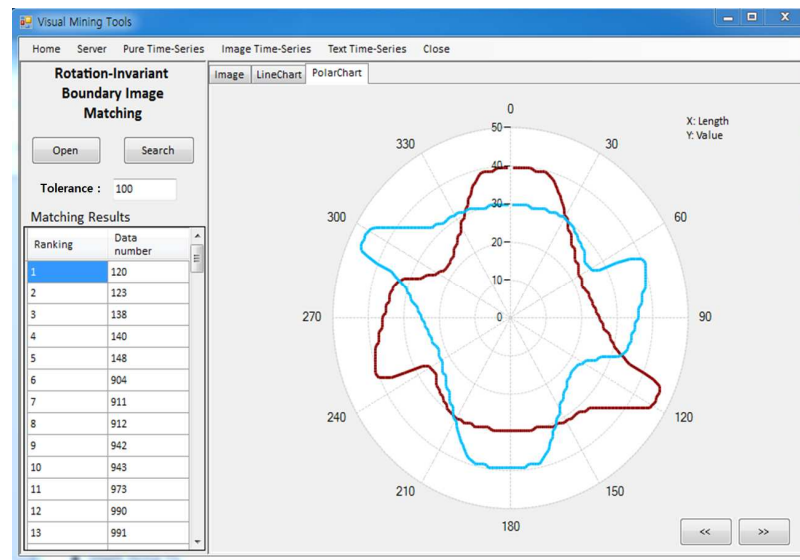 Visual Mining Tools
Home Server Pure Time-Series Image Time-Series Text Time-Series Close
Rotation-Invariant
Boundary Image
Matching
Open Search
Tolerance : 100
Matching Results
Ranking Data
number
1 120
2 123
3 138
4 140
5 148
6 904
7 911
8 912
9 942
10 943
11 973
12 990
13 991
Image LineChart PolarChart
X: Length
Y: Value
0
50
330 30
40
30
300 60
20
10
270 0 90
240 120
210 150
180
<< >>